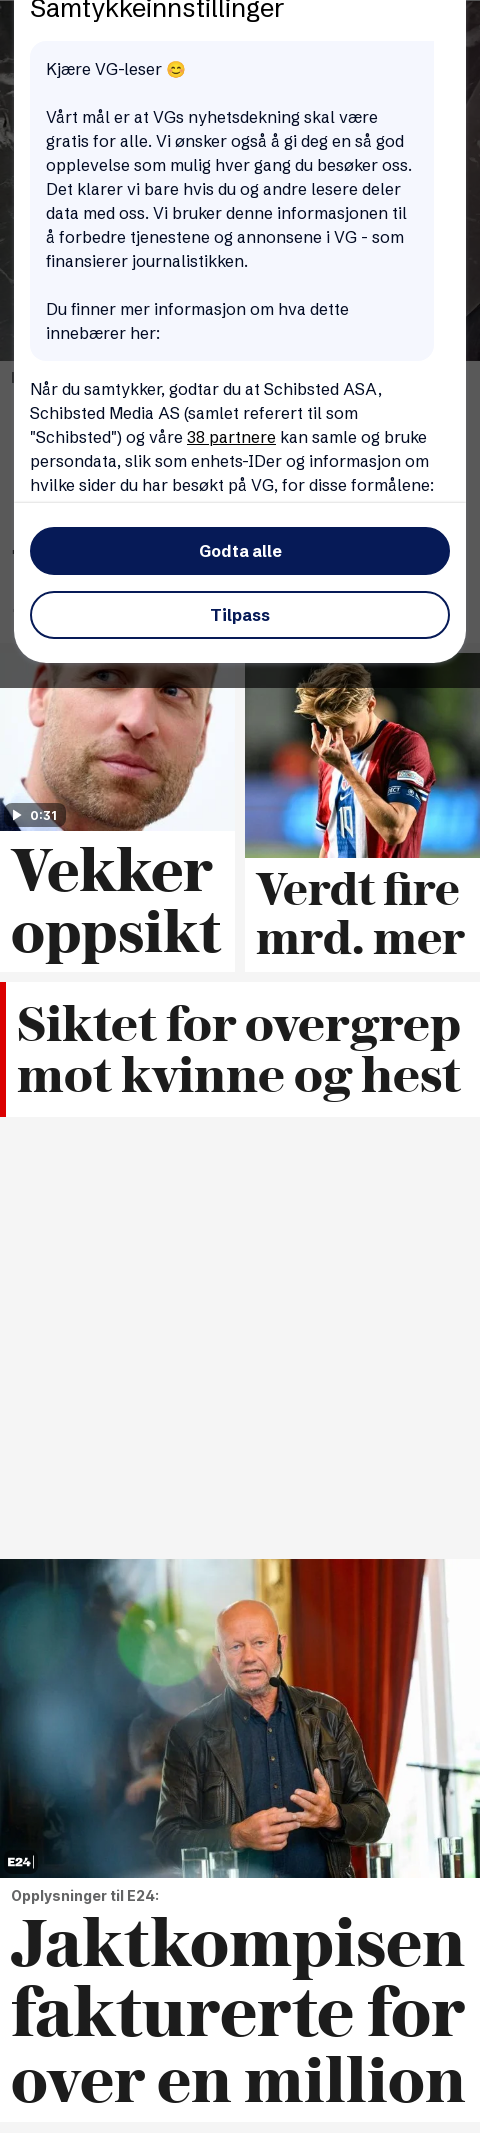 Samtykkeinnstillinger
Kjære VG-leser 😊
Vårt mål er at VGs nyhetsdekning skal være
gratis for alle. Vi ønsker også å gi deg en så god
opplevelse som mulig hver gang du besøker oss.
Det klarer vi bare hvis du og andre lesere deler
data med oss. Vi bruker denne informasjonen til
å forbedre tjenestene og annonsene i VG - som
finansierer journalistikken.
Du finner mer informasjon om hva dette
innebærer her:
Når du samtykker, godtar du at Schibsted ASA,
Schibsted Media AS (samlet referert til som
"Schibsted") og våre 38 partnere kan samle og bruke
persondata, slik som enhets-IDer og informasjon om
hvilke sider du har besøkt på VG, for disse formålene:
Godta alle
Tilpass
0:31
Vekker
oppsikt
10
Verdt fire
mrd. mer
Siktet for overgrep
mot kvinne og hest
E24
Opplysninger til E24:
Jaktkompisen
fakturerte for
over en million